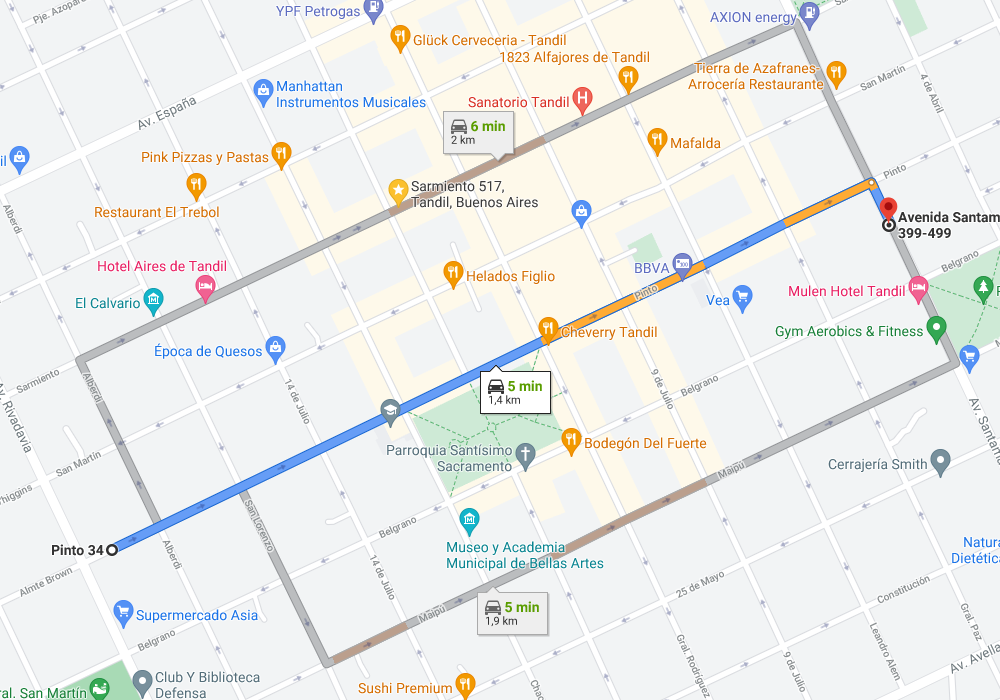 Pje. Azopar
YPF Petrogas
AXION energy
Glück Cerveceria - Tandil
1823 Alfajores de Tandil
Tierra de Azafranes-
Arrocería Restaurante
San Martin
4 de Abril
Manhattan
Instrumentos Musicales
Av. España
Sanatorio Tandil
6 min
2 km
Mafalda
Pink Pizzas y Pastas
Pinto
Restaurant El Trebol
Sarmiento 517,
Tandil, Buenos Aires
Alberdi
Avenida Santam
399-499
Belgrano
Hotel Aires de Tandil
Helados Figlio
BBVA
Pinto
Vea
Mulen Hotel Tandil
El Calvario
Cheverry Tandil
Gym Aerobics & Fitness
Época de Quesos
Sarmiento
Alberdi
14 de Julio
5 min
1,4 km
9 de Julio
Belgrano
Av. Rivadavia
Av. Santama
Parroquia Santísimo
Sacramento
Bodegón Del Fuerte
San Martin
Maipú
Cerrajería Smith
Higgins
San Lorenzo
Belgrano
Pinto 34
Alberdi
Museo y Academia
Municipal de Bellas Artes
Natura
Dietética
Almte Brown
14 de Julio
25 de Mayo
Constitución
Supermercado Asia
Maipú
5 min
1,9 km
Gral. Paz
Belgrano
Leandro Alem
Gral. Rodríguez
9 de Julio
Av. Avella
Club Y Biblioteca
Defensa
ral. San Martín
Sushi Premium
Chac